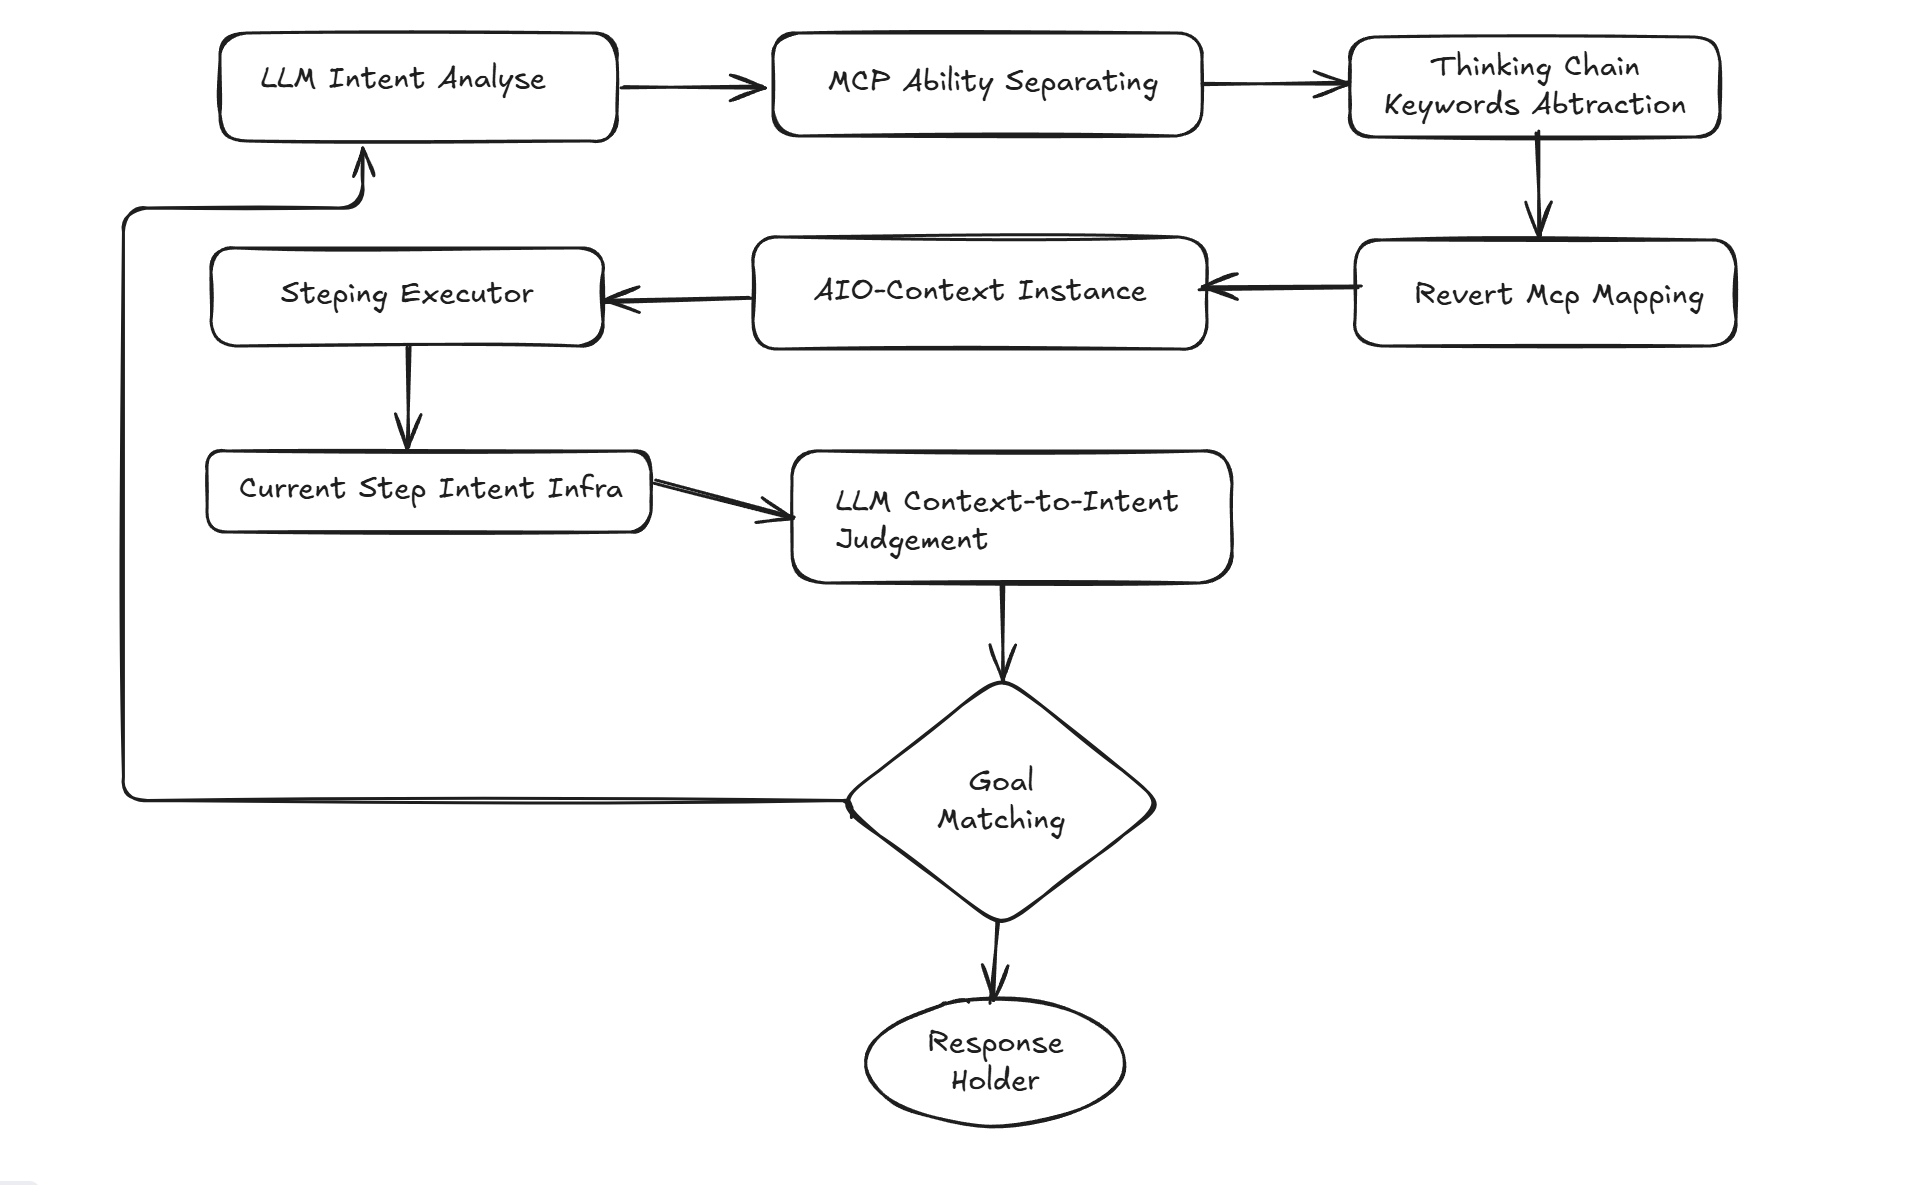 LLM Intent Analyse
MCP Ability Separating
Thinking Chain
Keywords Abtraction
Steping Executor
AIO-Context Instance
Revert Mcp Mapping
Current Step Intent Infra
LLM Context-to-Intent
Judgement
Goal
Matching
Response
Holder